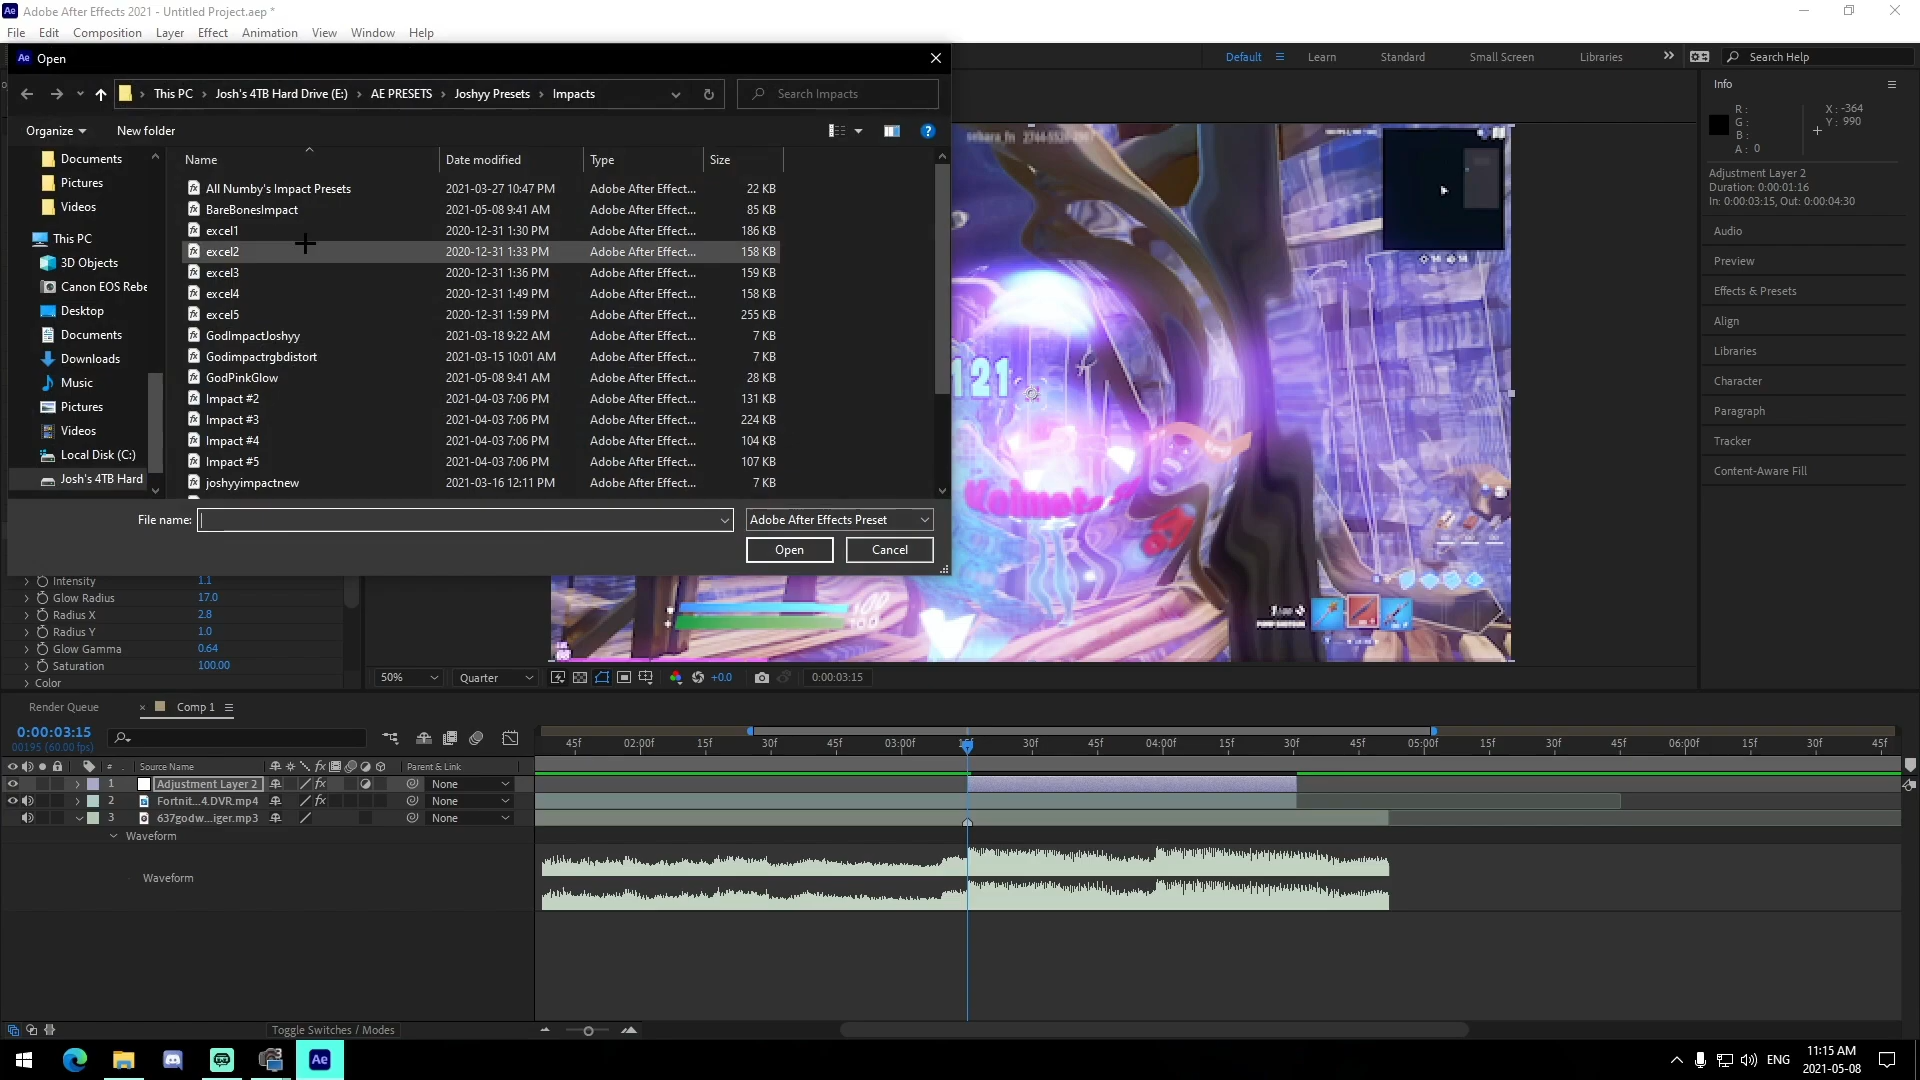 Adobe After Effects 2021 - Untitled Project.aep *
File Edit Composition Layer Effect Animation View Window Help
Default Learn Standard Small Screen Libraries Search Help
Open
This PC Josh's 4TB Hard Drive (E:) AE PRESETS Joshyy Presets Impacts
Search Impacts
Organize New folder
Name Date modified Type Size
Documents
Pictures
Videos
This PC
3D Objects
Canon EOS Rebe
Desktop
Documents
Downloads
Music
Pictures
Videos
Local Disk (C:)
Josh's 4TB Hard
All Numby's Impact Presets 2021-03-27 10:47 PM Adobe After Effect... 22 KB
BareBonesImpact 2021-05-08 9:41 AM Adobe After Effect... 85 KB
excel1 2020-12-31 1:30 PM Adobe After Effect... 186 KB
excel2 2020-12-31 1:33 PM Adobe After Effect... 158 KB
excel3 2020-12-31 1:36 PM Adobe After Effect... 159 KB
excel4 2020-12-31 1:49 PM Adobe After Effect... 158 KB
excel5 2020-12-31 1:59 PM Adobe After Effect... 255 KB
GodImpactJoshyy 2021-03-18 9:22 AM Adobe After Effect... 7 KB
Godimpactrgbdistort 2021-03-15 10:01 AM Adobe After Effect... 7 KB
GodPinkGlow 2021-05-08 9:41 AM Adobe After Effect... 28 KB
Impact #2 2021-04-03 7:06 PM Adobe After Effect... 131 KB
Impact #3 2021-04-03 7:06 PM Adobe After Effect... 224 KB
Impact #4 2021-04-03 7:06 PM Adobe After Effect... 104 KB
Impact #5 2021-04-03 7:06 PM Adobe After Effect... 107 KB
joshyyimpactnew 2021-03-16 12:11 PM Adobe After Effect... 7 KB
File name: Adobe After Effects Preset
Open Cancel
121
100
100
Info
R :
G :
B :
A : 0
X : -364
Y : 990
Adjustment Layer 2
Duration: 0:00:01:16
In: 0:00:03:15, Out: 0:00:04:30
Audio
Preview
Effects & Presets
Align
Libraries
Character
Paragraph
Tracker
Content-Aware Fill
Intensity 1.1
Glow Radius 17.0
Radius X 2.8
Radius Y 1.0
Glow Gamma 0.64
Saturation 100.00
Color
50% Quarter +0.0 0:00:03:15
Render Queue Comp 1
0:00:03:15
00195 (60.00 fps)
45f 02:00f 15f 30f 45f 03:00f 15f 30f 45f 04:00f 15f 30f 45f 05:00f 15f 30f 45f 06:00f 15f 30f 45f
# Source Name Parent & Link
1 Adjustment Layer 2 None
2 Fortnit...4.DVR.mp4 None
3 637godw...iger.mp3 None
Waveform
Waveform
Toggle Switches / Modes
ENG
11:15 AM
2021-05-08